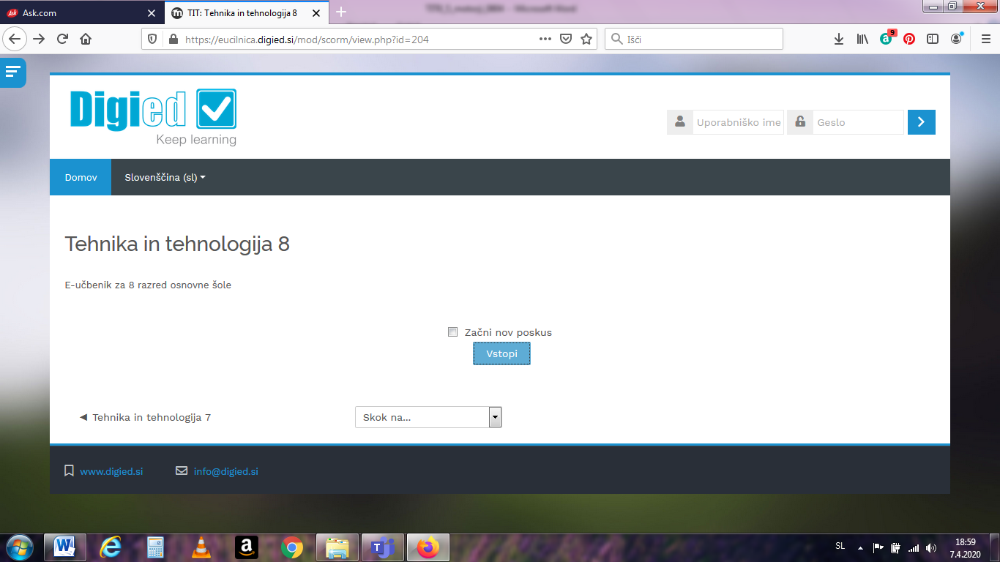 Ask.com
TIT: Tehnika in tehnologija 8
https://eucilnica.digied.si/mod/scorm/view.php?id=204
Išči
9
Digied
Keep learning
Uporabniško ime
Geslo
Domov
Slovenščina (sl)
Tehnika in tehnologija 8
E-učbenik za 8 razred osnovne šole
Začni nov poskus
Vstopi
◄ Tehnika in tehnologija 7
Skok na...
www.digied.si
info@digied.si
SL
18:59
7.4.2020